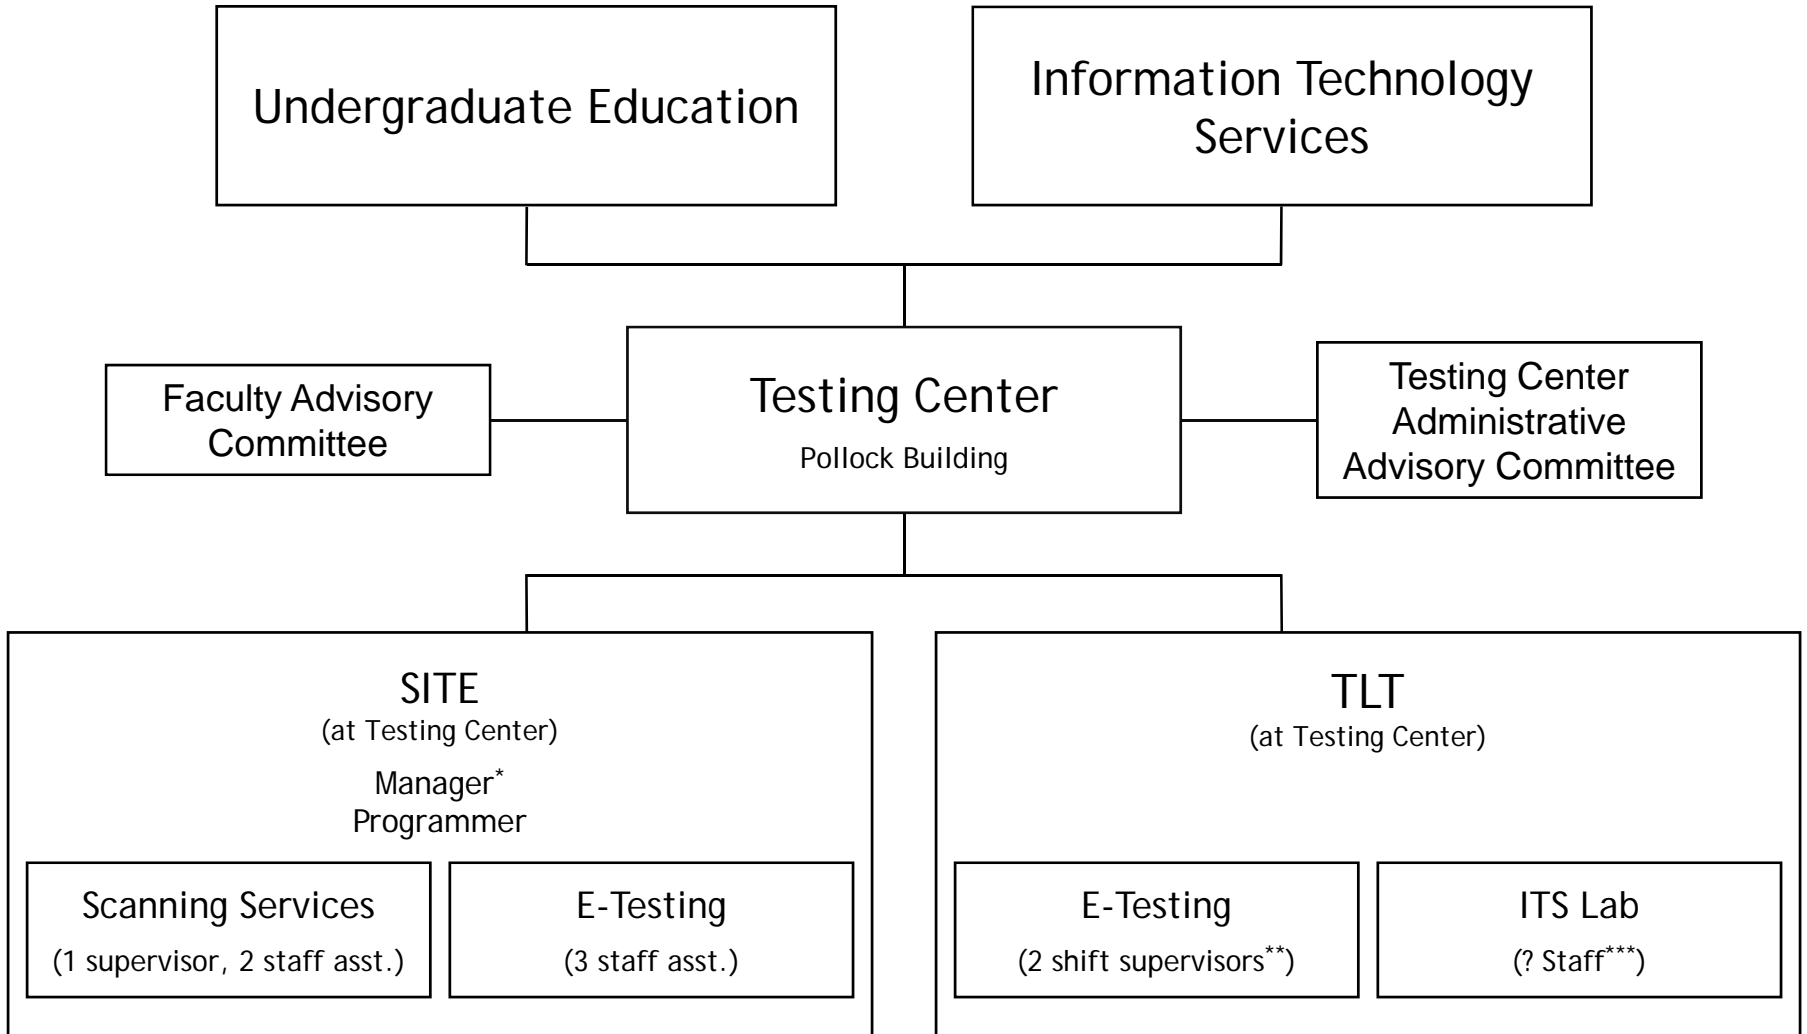 Undergraduate Education
Information Technology
Services
Faculty Advisory
Committee
Testing Center
Pollock Building
Testing Center
Administrative
Advisory Committee
SITE
(at Testing Center)
Manager*
Programmer
Scanning Services
(1 supervisor, 2 staff asst.)
E-Testing
(3 staff asst.)
TLT
(at Testing Center)
E-Testing
(2 shift supervisors**)
ITS Lab
(? Staff***)